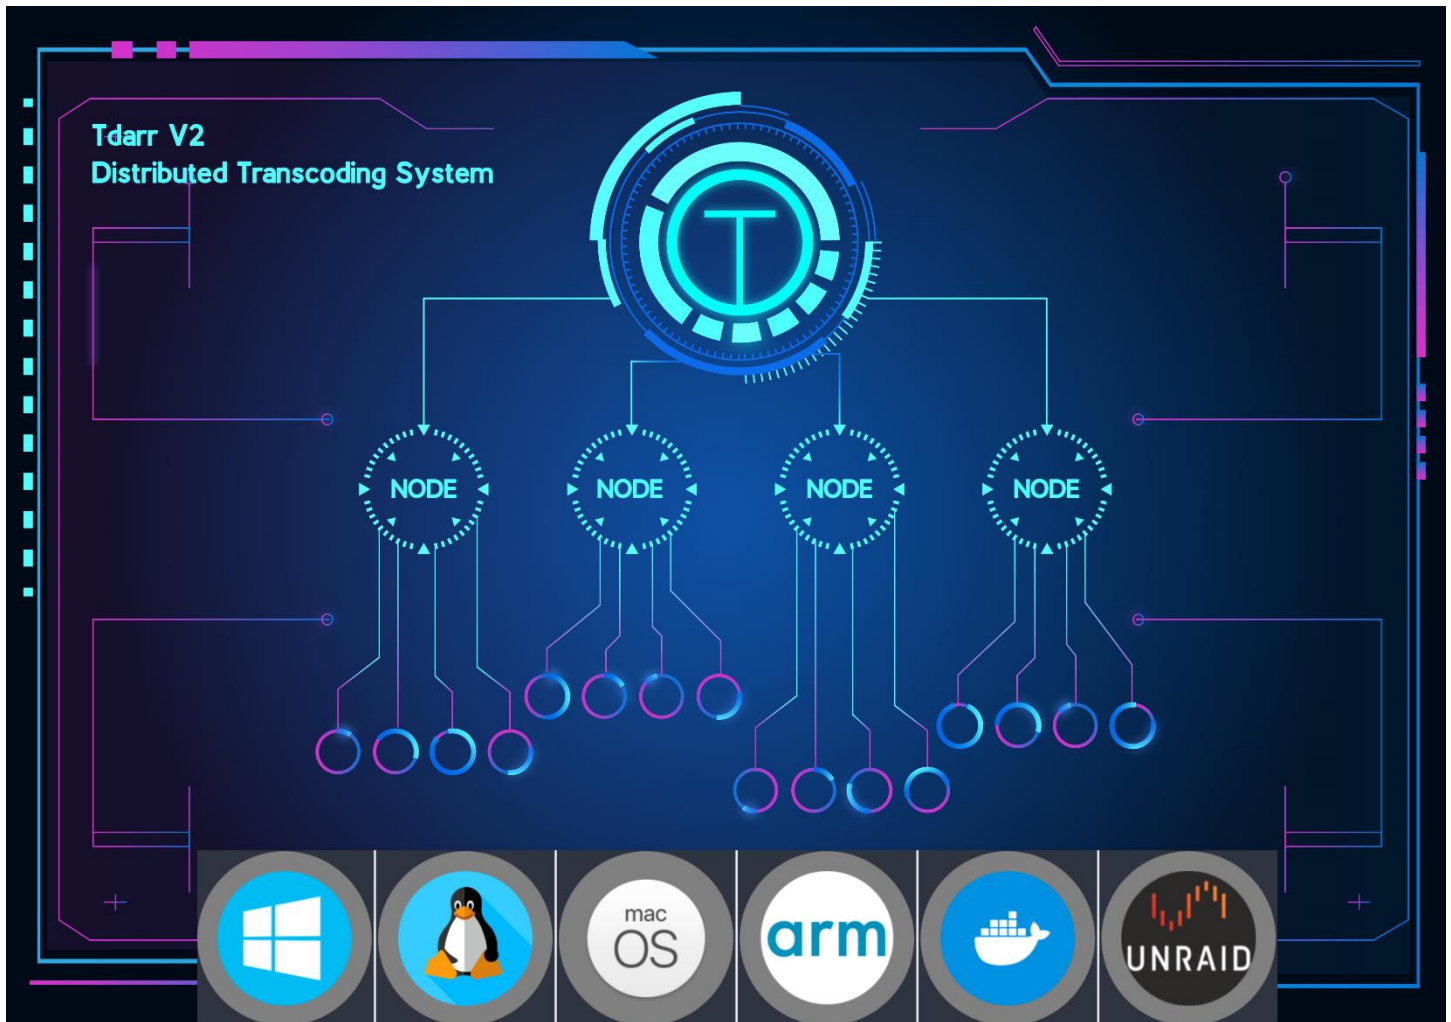 Tdarr V2
Distributed Transcoding System
T
NODE
NODE
NODE
NODE
mac
OS
arm
UNRAID